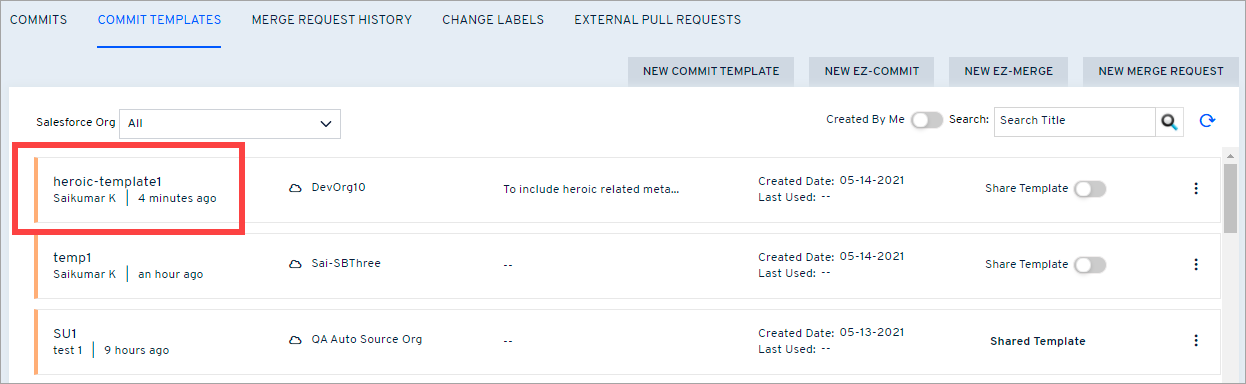 COMMITS COMMIT TEMPLATES MERGE REQUEST HISTORY CHANGE LABELS EXTERNAL PULL REQUESTS
NEW COMMIT TEMPLATE NEW EZ-COMMIT NEW EZ-MERGE NEW MERGE REQUEST
Salesforce Org All Created By Me Search: Search Title
heroic-template1
Saikumar K | 4 minutes ago
DevOrg10
To include heroic related meta...
Created Date: 05-14-2021
Last Used: --
Share Template
temp1
Saikumar K | an hour ago
Sai-SBThree
--
Created Date: 05-14-2021
Last Used: --
Share Template
SU1
test 1 | 9 hours ago
QA Auto Source Org
--
Created Date: 05-13-2021
Last Used: --
Shared Template